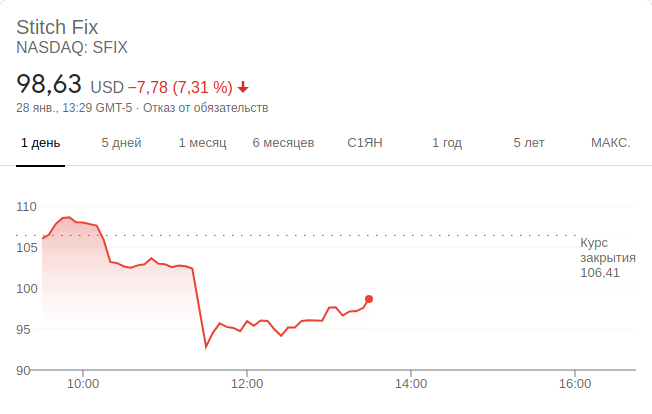 Stitch Fix
NASDAQ: SFIX
98,63 USD −7,78 (7,31 %)
28 янв., 13:29 GMT-5 · Отказ от обязательств
1 день 5 дней 1 месяц 6 месяцев С1ЯН 1 год 5 лет МАКС.
110
105
100
95
90
Курс
закрытия
106,41
10:00 12:00 14:00 16:00